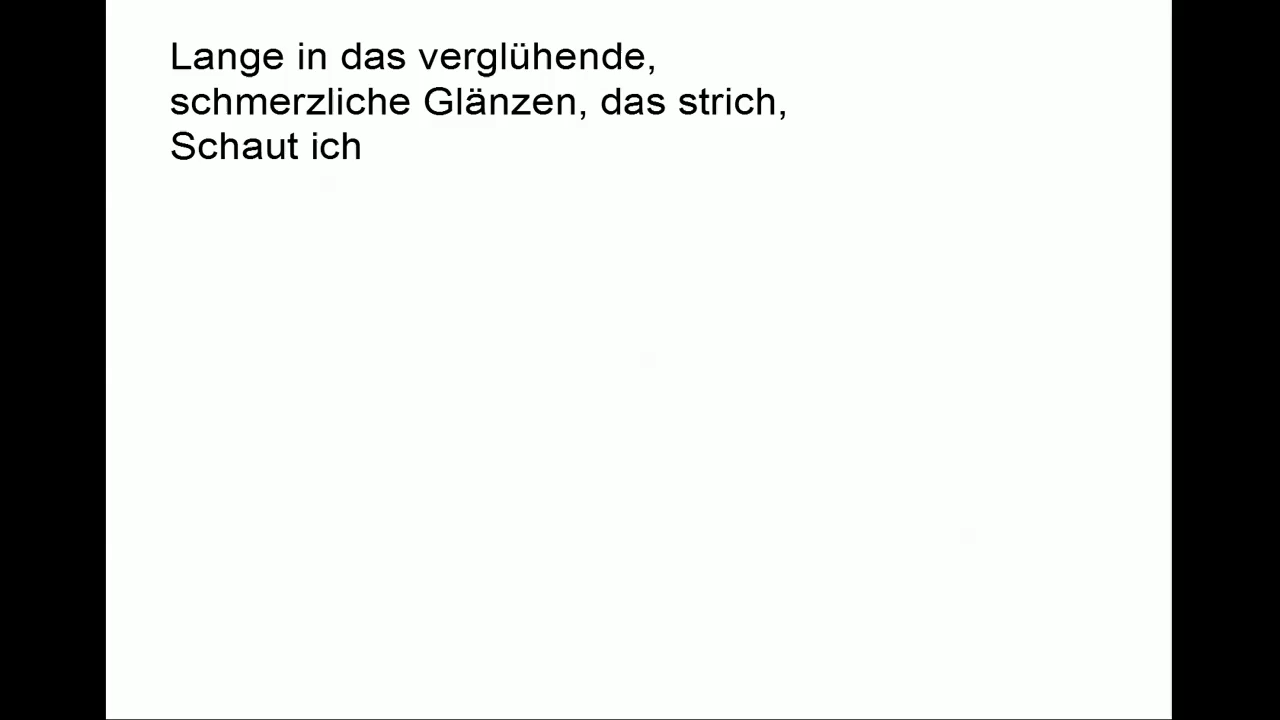 Lange in das verglühende,
schmerzliche Glänzen, das strich,
Schaut ich